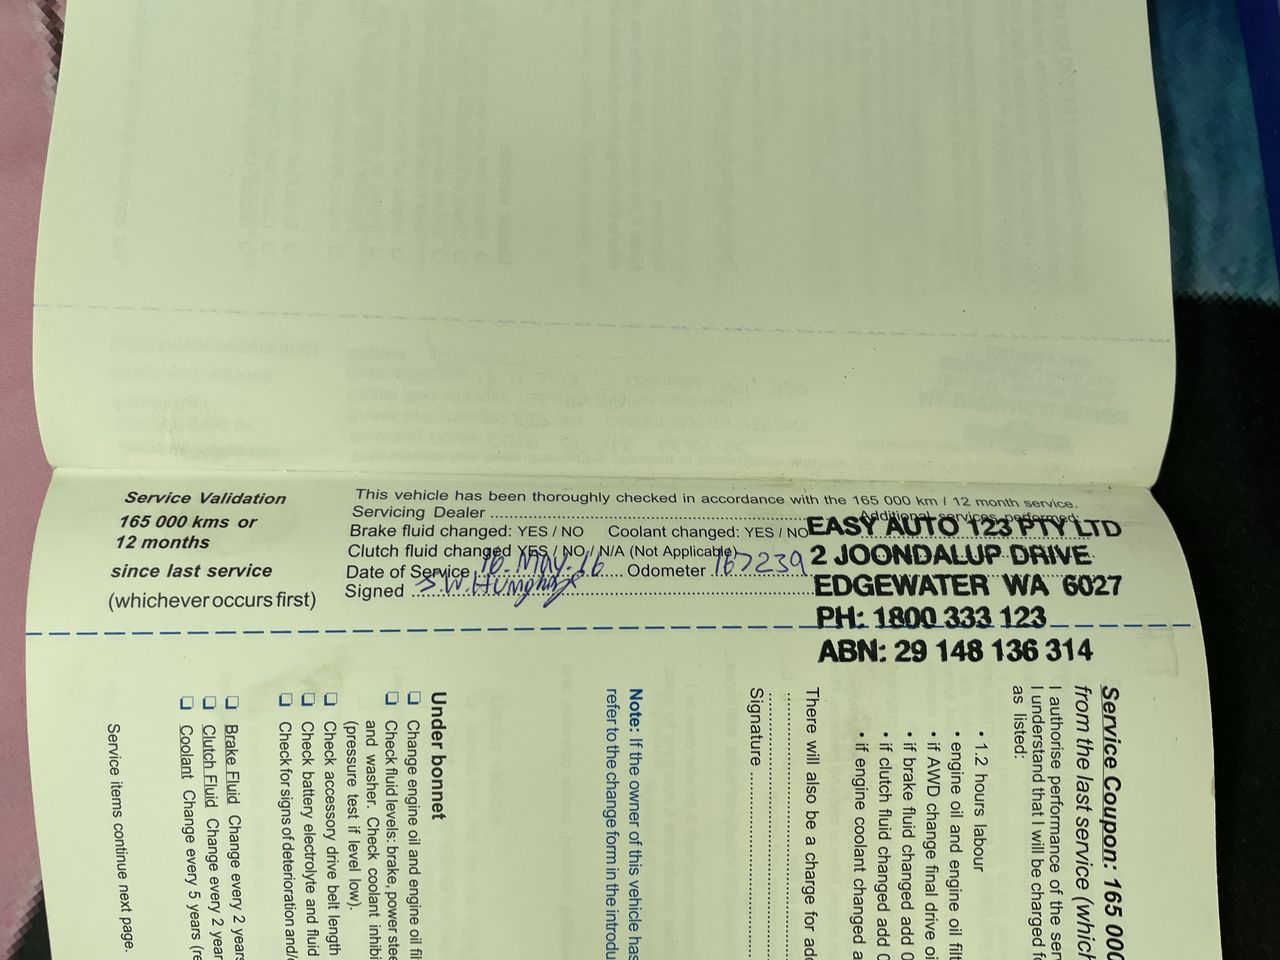 Service Validation
165 000 kms or
12 months
since last service
(whichever occurs first)
This vehicle has been thoroughly checked in accordance with the 165 000 km / 12 month service.
Servicing Dealer
Additional services performed:
Brake fluid changed: YES / NO Coolant changed: YES / NO
Clutch fluid changed YES / NO / N/A (Not Applicable)
Date of Service 16-May-16 Odometer 167239
Signed
EASY AUTO 123 PTY LTD
2 JOONDALUP DRIVE
EDGEWATER WA 6027
PH: 1800 333 123
ABN: 29 148 136 314
Service Coupon: 165 000
from the last service (which
I authorise performance of the ser
I understand that I will be charged f
as listed:
• 1.2 hours labour
• engine oil and engine oil filt
• if AWD change final drive oi
• if brake fluid changed add 0
• if clutch fluid changed add 0
• if engine coolant changed a
There will also be a charge for add
Signature
Note: If the owner of this vehicle has
refer to the change form in the introdu
Under bonnet
❏ Change engine oil and engine oil fil
❏ Check fluid levels: brake, power stee
and washer. Check coolant inhibi
(pressure test if level low).
❏ Check accessory drive belt length
❏ Check battery electrolyte and fluid
❏ Check for signs of deterioration and/
❏ Brake Fluid Change every 2 years
❏ Clutch Fluid Change every 2 year
❏ Coolant Change every 5 years (re
Service items continue next page.